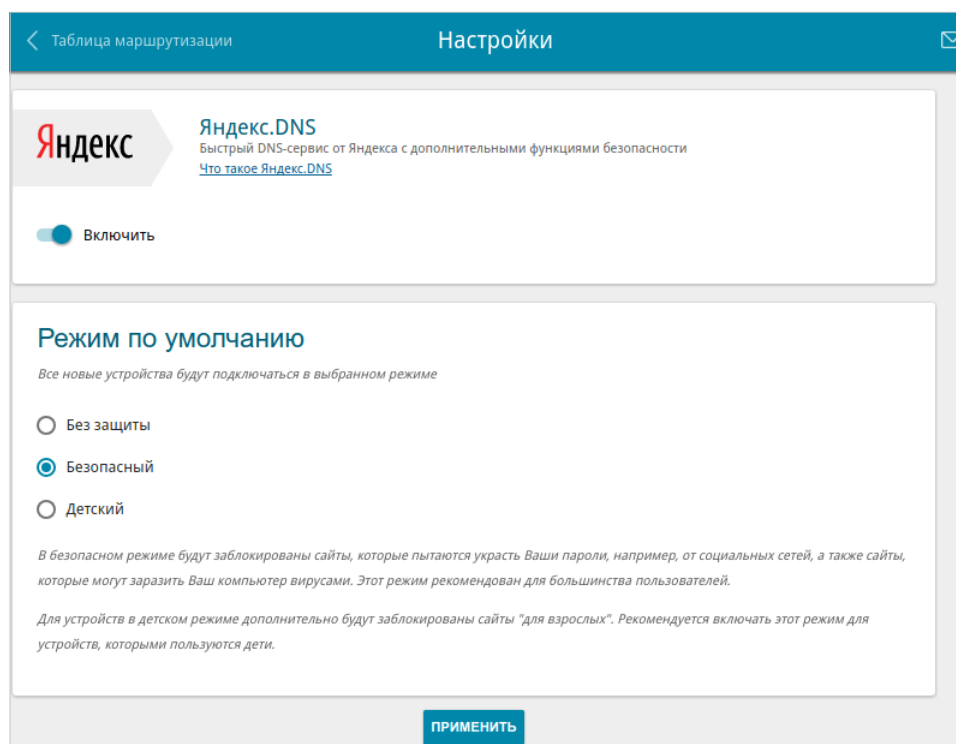 Таблица маршрутизации
Настройки
Яндекс
Яндекс.DNS
Быстрый DNS-сервис от Яндекса с дополнительными функциями безопасности
Что такое Яндекс.DNS
Включить
Режим по умолчанию
Все новые устройства будут подключаться в выбранном режиме
Без защиты
Безопасный
Детский
В безопасном режиме будут заблокированы сайты, которые пытаются украсть Ваши пароли, например, от социальных сетей, а также сайты,
которые могут заразить Ваш компьютер вирусами. Этот режим рекомендован для большинства пользователей.
Для устройств в детском режиме дополнительно будут заблокированы сайты "для взрослых". Рекомендуется включать этот режим для
устройств, которыми пользуются дети.
ПРИМЕНИТЬ